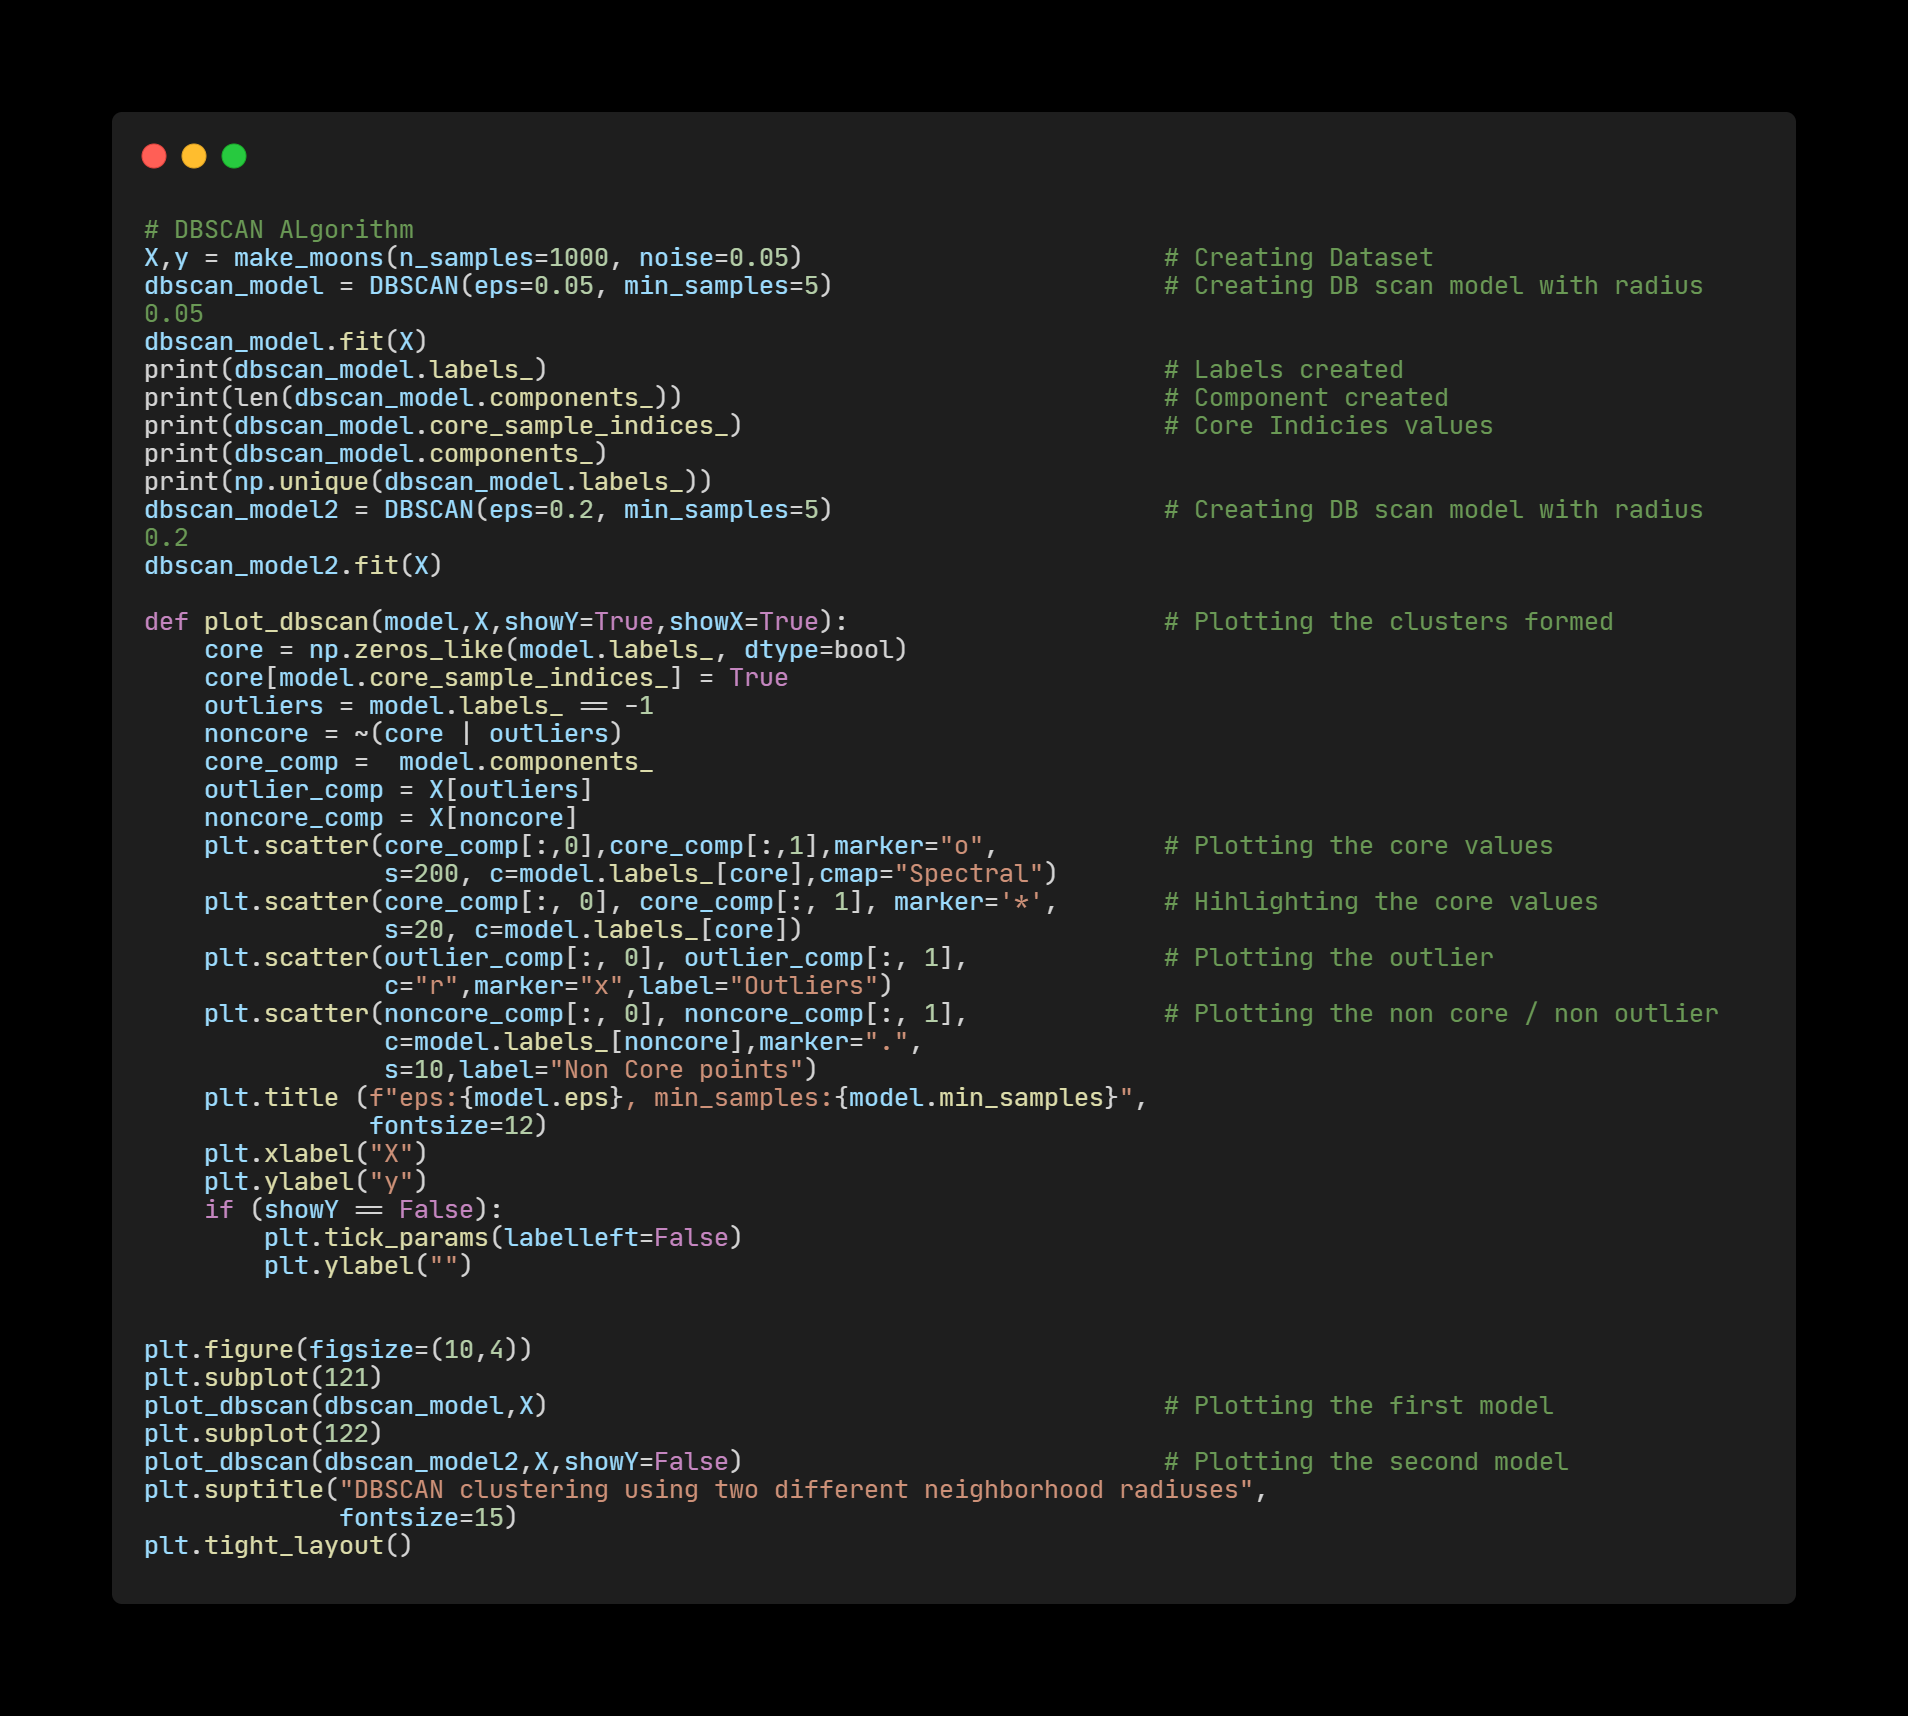 # DBSCAN ALgorithm
X,y = make_moons(n_samples=1000, noise=0.05)                        # Creating Dataset
dbscan_model = DBSCAN(eps=0.05, min_samples=5)                      # Creating DB scan model with radius
0.05
dbscan_model.fit(X)
print(dbscan_model.labels_)                                         # Labels created
print(len(dbscan_model.components_))                                # Component created
print(dbscan_model.core_sample_indices_)                            # Core Indicies values
print(dbscan_model.components_)
print(np.unique(dbscan_model.labels_))
dbscan_model2 = DBSCAN(eps=0.2, min_samples=5)                      # Creating DB scan model with radius
0.2
dbscan_model2.fit(X)

def plot_dbscan(model,X,showY=True,showX=True):                     # Plotting the clusters formed
    core = np.zeros_like(model.labels_, dtype=bool)
    core[model.core_sample_indices_] = True
    outliers = model.labels_ == -1
    noncore = ~(core | outliers)
    core_comp =  model.components_
    outlier_comp = X[outliers]
    noncore_comp = X[noncore]
    plt.scatter(core_comp[:,0],core_comp[:,1],marker="o",           # Plotting the core values
                s=200, c=model.labels_[core],cmap="Spectral")
    plt.scatter(core_comp[:, 0], core_comp[:, 1], marker='*',       # Hihlighting the core values
                s=20, c=model.labels_[core])
    plt.scatter(outlier_comp[:, 0], outlier_comp[:, 1],             # Plotting the outlier
                c="r",marker="x",label="Outliers")
    plt.scatter(noncore_comp[:, 0], noncore_comp[:, 1],             # Plotting the non core / non outlier
                c=model.labels_[noncore],marker=".",
                s=10,label="Non Core points")
    plt.title (f"eps:{model.eps}, min_samples:{model.min_samples}",
               fontsize=12)
    plt.xlabel("X")
    plt.ylabel("y")
    if (showY == False):
        plt.tick_params(labelleft=False)
        plt.ylabel("")

plt.figure(figsize=(10,4))
plt.subplot(121)
plot_dbscan(dbscan_model,X)                                         # Plotting the first model
plt.subplot(122)
plot_dbscan(dbscan_model2,X,showY=False)                            # Plotting the second model
plt.suptitle("DBSCAN clustering using two different neighborhood radiuses",
             fontsize=15)
plt.tight_layout()